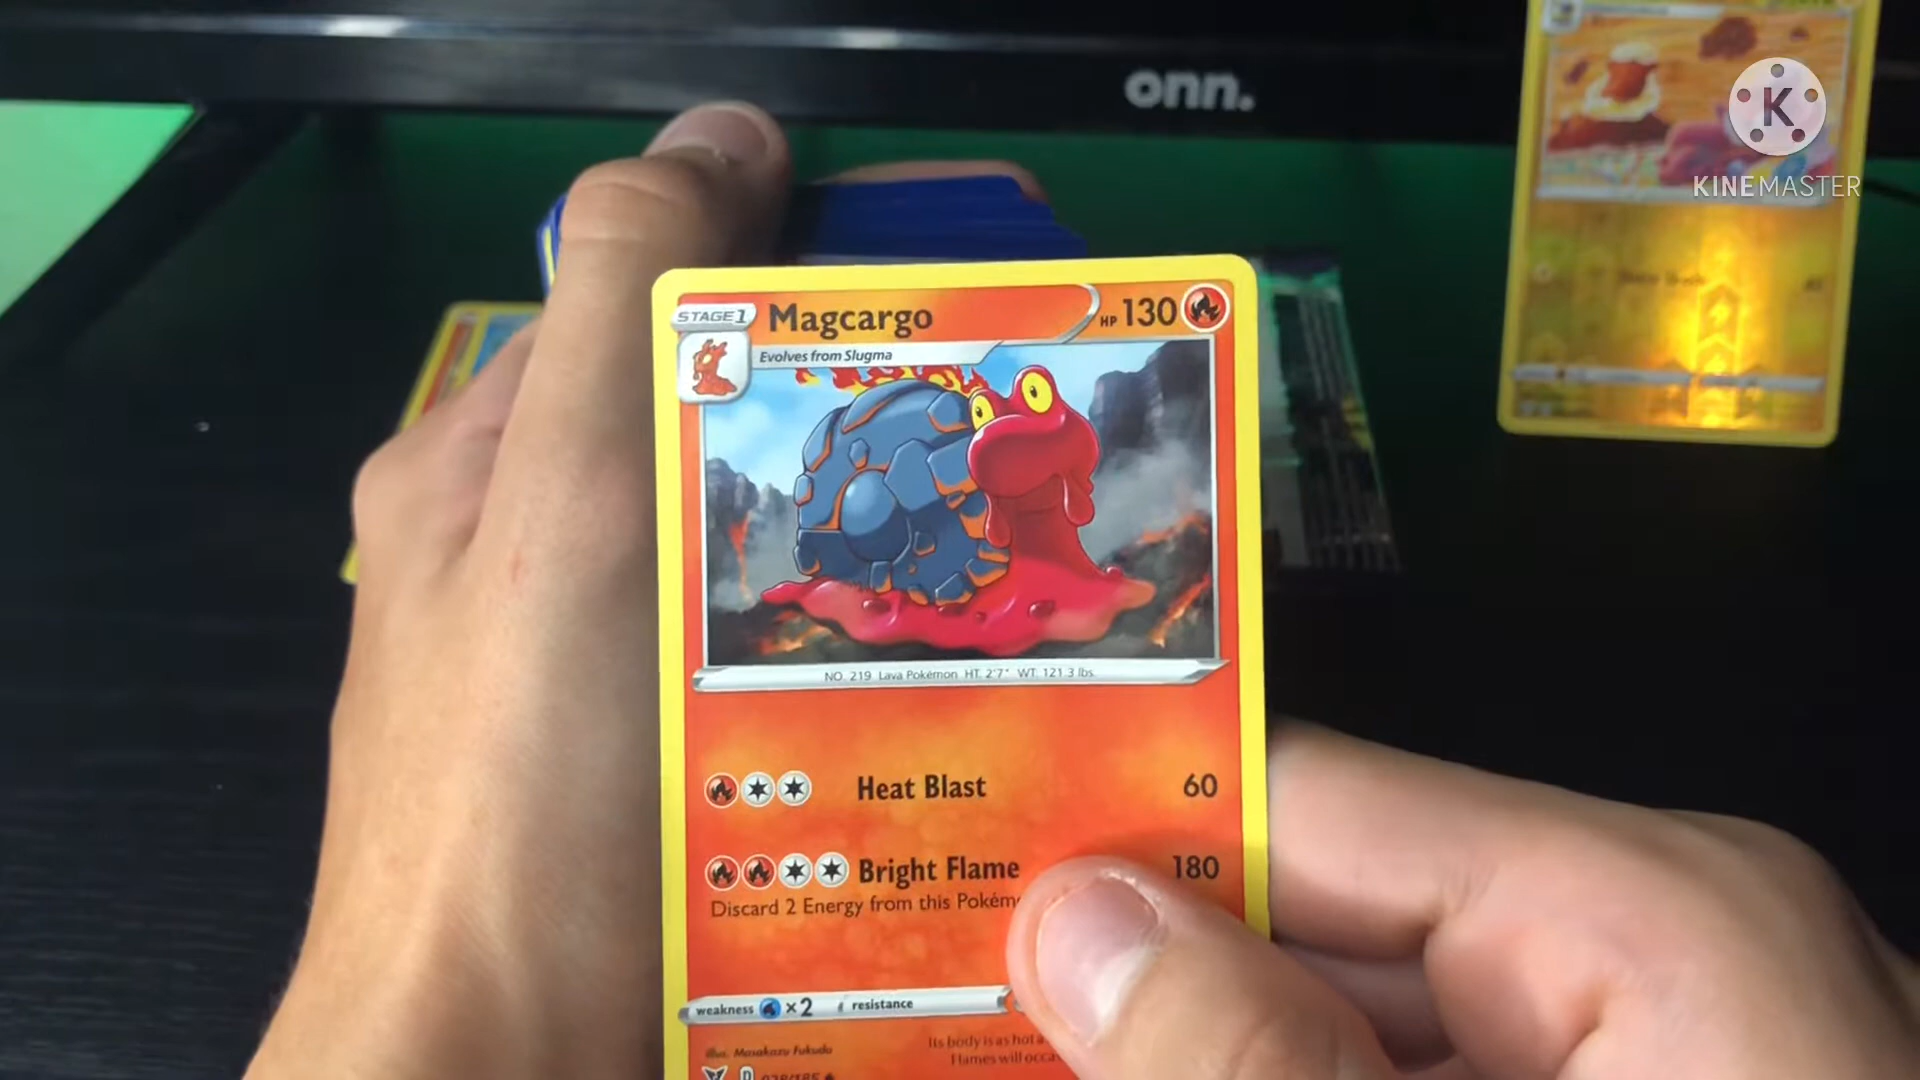 onn.
K
KINEMASTER
STAGE 1
Magcargo
HP 130
Evolves from Slugma
NO. 219 Lava Pokémon HT. 2'7" WT. 121.3 lbs.
Heat Blast 60
Bright Flame 180
Discard 2 Energy from this Pokém
weakness ×2 resistance
illus. Masakazu Fukuda
Its body is as hot a
Flames will occa
D